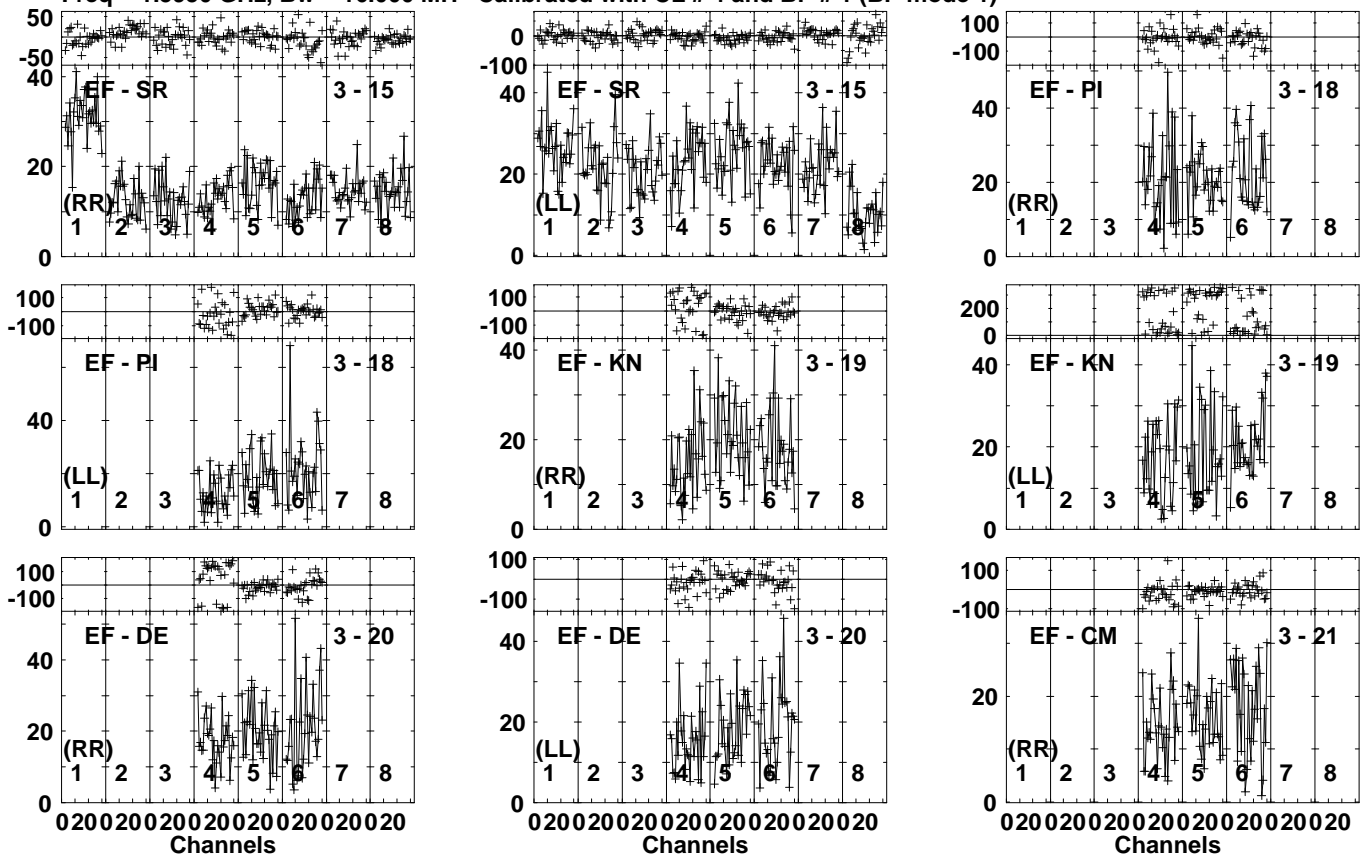 EF - SR 3 - 15
EF - SR 3 - 15
EF - PI 3 - 18
50
-50
40
20
0
(RR)
1 2 3 4 5 6 7 8
0
-100
40
20
0
(LL)
1 2 3 4 5 6 7 8
100
-100
40
20
0
(RR)
1 2 3 4 5 6 7 8
EF - PI 3 - 18
EF - KN 3 - 19
EF - KN 3 - 19
100
-100
40
0
(LL)
1 2 3 4 5 6 7 8
100
-100
40
20
0
(RR)
1 2 3 4 5 6 7 8
200
0
40
20
0
(LL)
1 2 3 4 5 6 7 8
EF - DE 3 - 20
EF - DE 3 - 20
EF - CM 3 - 21
100
-100
40
20
0
(RR)
1 2 3 4 5 6 7 8
100
-100
40
20
0
(LL)
1 2 3 4 5 6 7 8
100
-100
20
0
(RR)
1 2 3 4 5 6 7 8
020020020020020020020020
020020020020020020020020
020020020020020020020020
Channels Channels Channels